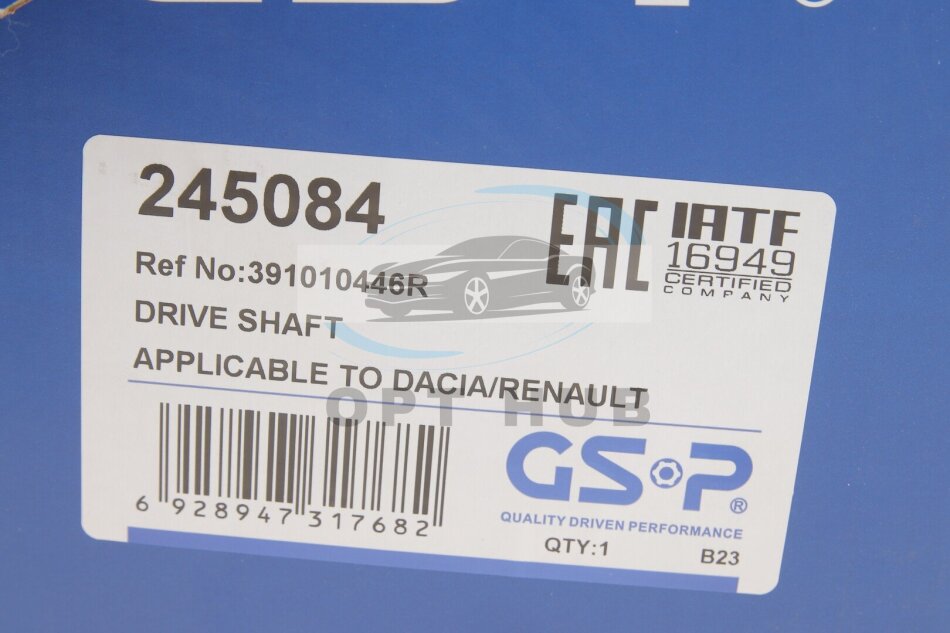 245084
EAC
IATF
16949
CERTIFIED
COMPANY
Ref No:391010446R
DRIVE SHAFT
APPLICABLE TO DACIA/RENAULT
OPT HUB
6 928947 317682
GS·P®
QUALITY DRIVEN PERFORMANCE
QTY:1
B23